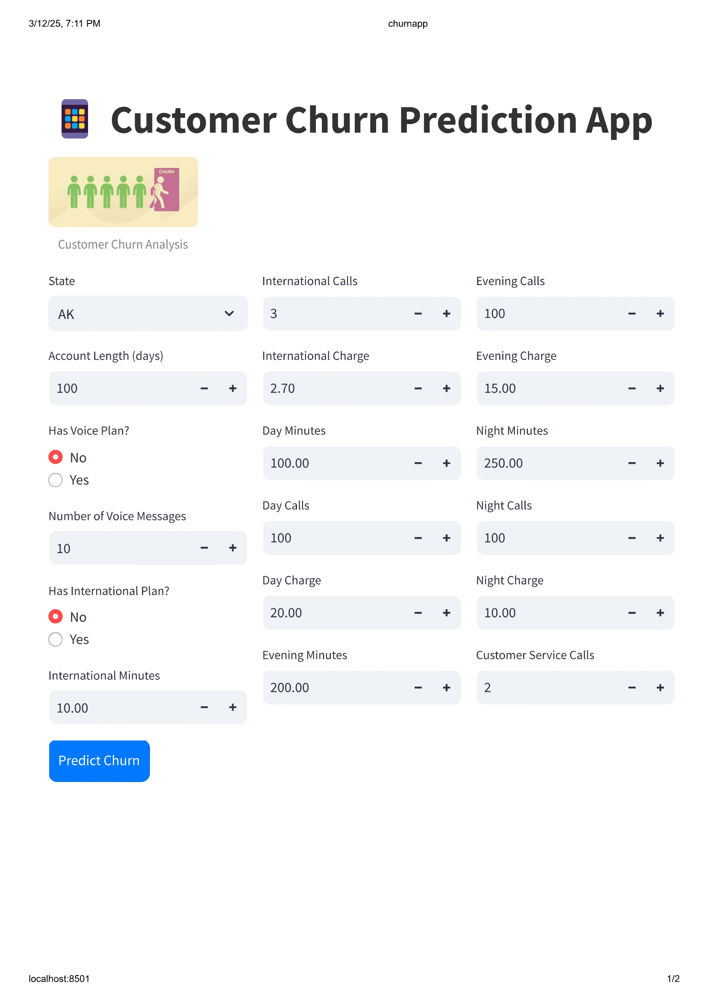 3/12/25, 7:11 PM
churnapp
Customer Churn Prediction App
CHURN
Customer Churn Analysis
State
AK
Account Length (days)
100
Has Voice Plan?
No
Yes
Number of Voice Messages
10
Has International Plan?
No
Yes
International Minutes
10.00
International Calls
3
International Charge
2.70
Day Minutes
100.00
Day Calls
100
Day Charge
20.00
Evening Minutes
200.00
Evening Calls
100
Evening Charge
15.00
Night Minutes
250.00
Night Calls
100
Night Charge
10.00
Customer Service Calls
2
Predict Churn
localhost:8501
1/2